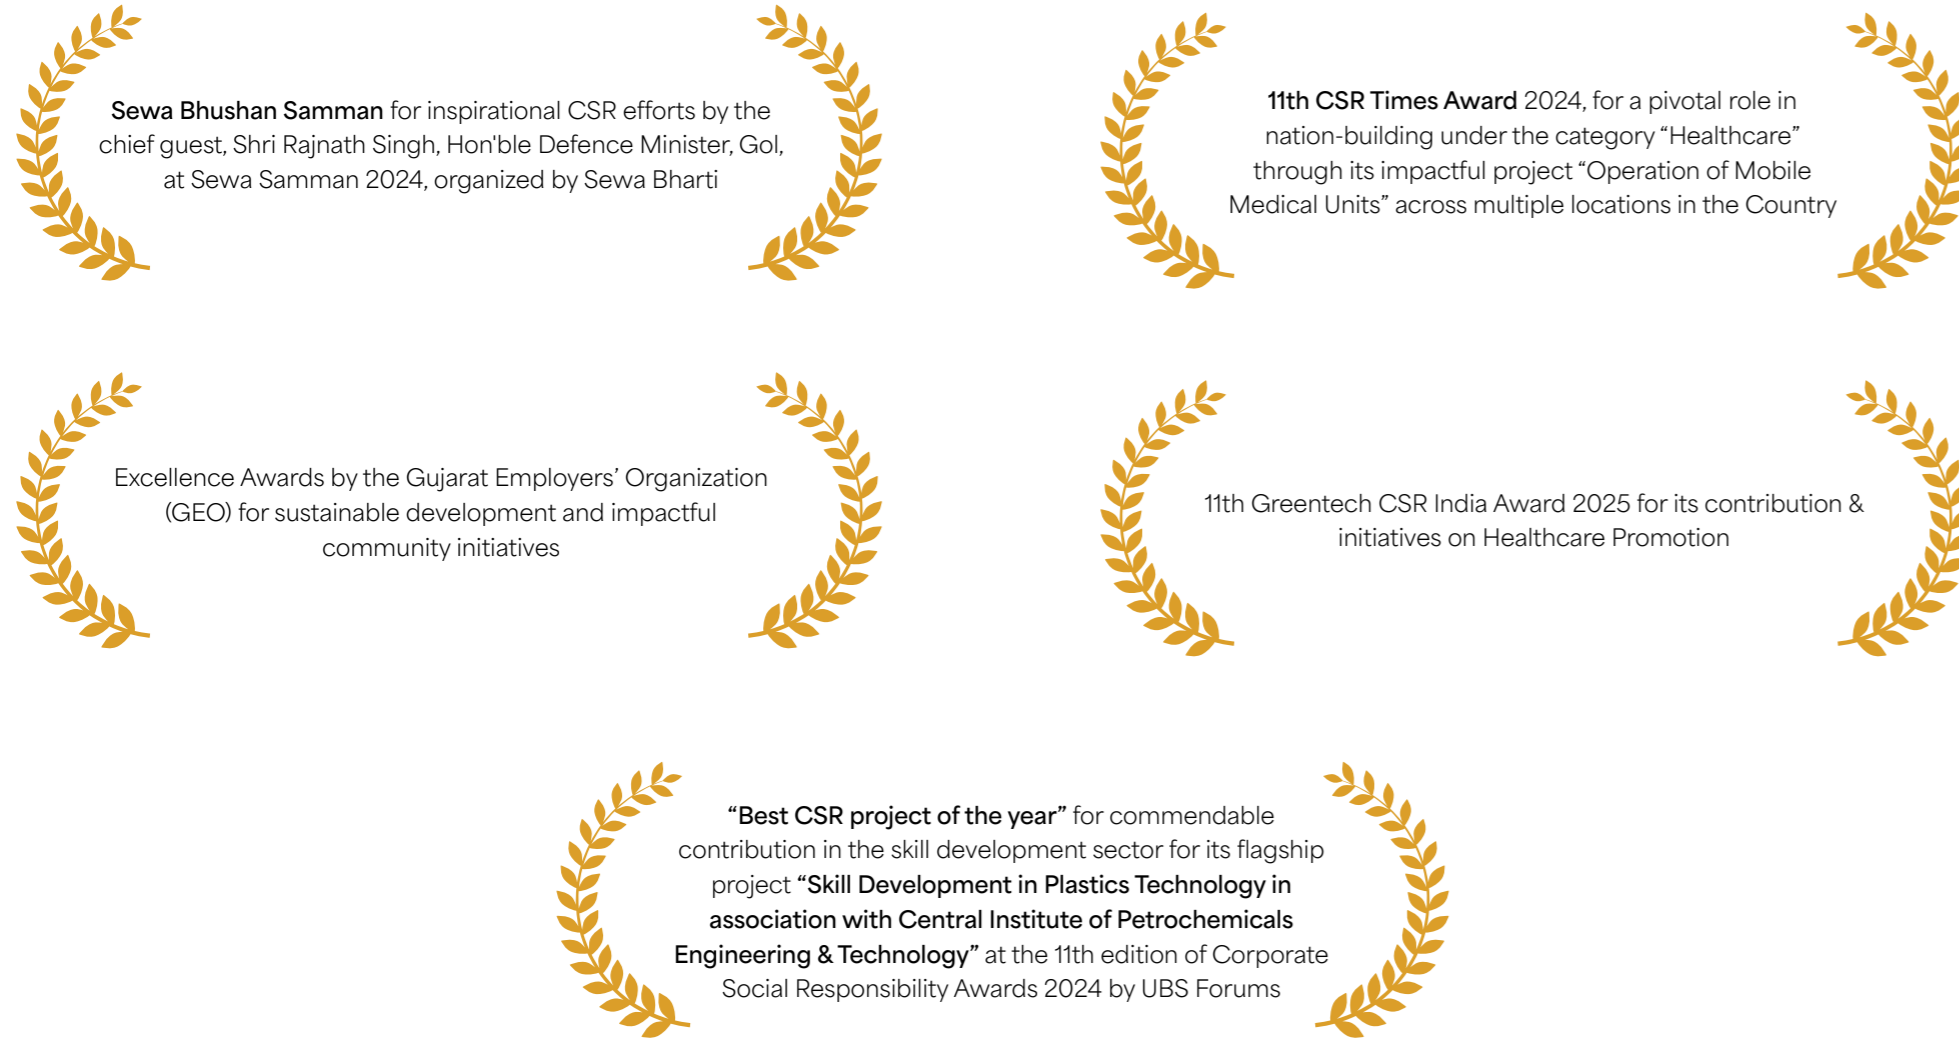 Sewa Bhushan Samman for inspirational CSR efforts by the
chief guest, Shri Rajnath Singh, Hon'ble Defence Minister, GoI,
at Sewa Samman 2024, organized by Sewa Bharti
11th CSR Times Award 2024, for a pivotal role in
nation-building under the category “Healthcare”
through its impactful project “Operation of Mobile
Medical Units” across multiple locations in the Country
Excellence Awards by the Gujarat Employers’ Organization
(GEO) for sustainable development and impactful
community initiatives
11th Greentech CSR India Award 2025 for its contribution &
initiatives on Healthcare Promotion
“Best CSR project of the year” for commendable
contribution in the skill development sector for its flagship
project “Skill Development in Plastics Technology in
association with Central Institute of Petrochemicals
Engineering & Technology” at the 11th edition of Corporate
Social Responsibility Awards 2024 by UBS Forums